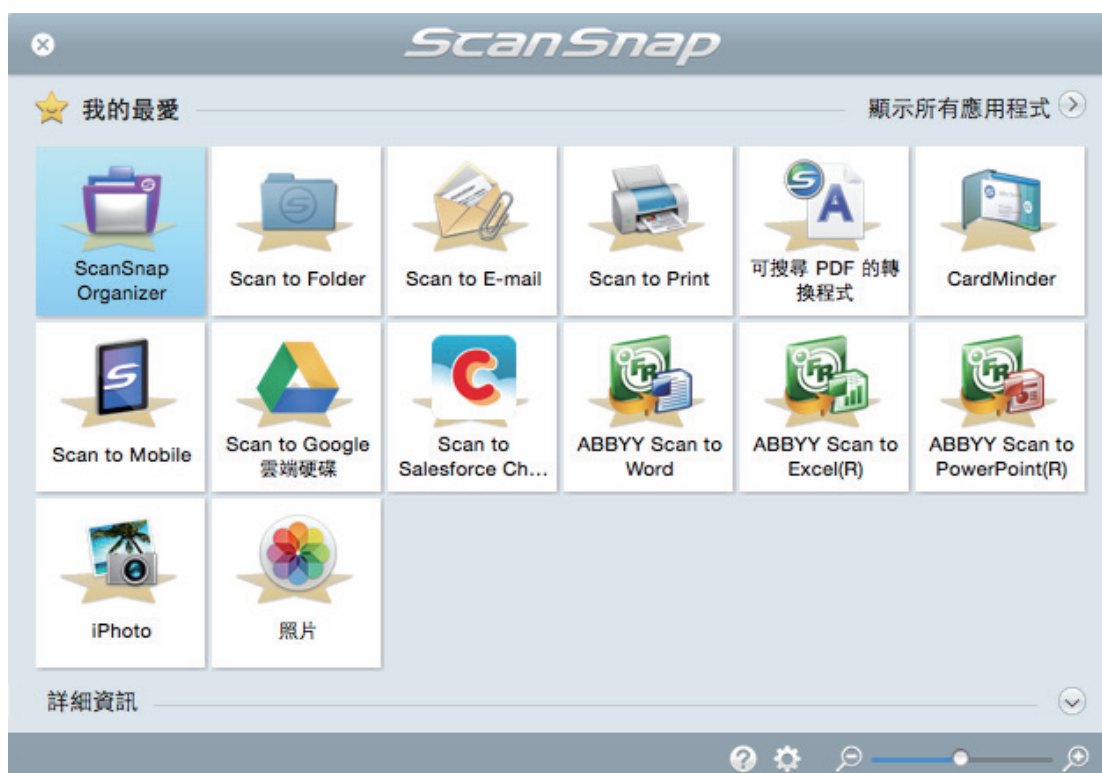 ScanSnap
我的最愛
顯示所有應用程式
ScanSnap
Organizer
Scan to Folder
Scan to E-mail
Scan to Print
可搜尋 PDF 的轉
換程式
CardMinder
Scan to Mobile
Scan to Google
雲端硬碟
Scan to
Salesforce Ch...
ABBYY Scan to
Word
ABBYY Scan to
Excel(R)
ABBYY Scan to
PowerPoint(R)
iPhoto
照片
詳細資訊